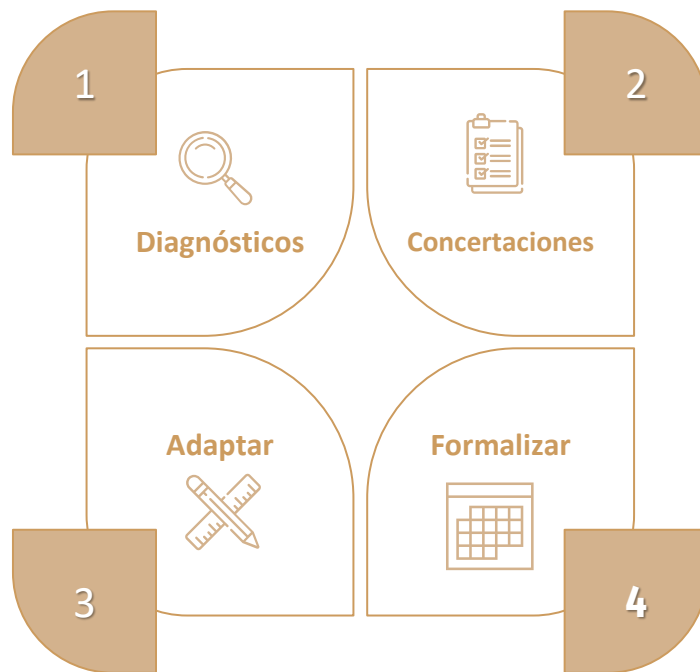 1
Diagnósticos
2
Concertaciones
3
Adaptar
4
Formalizar